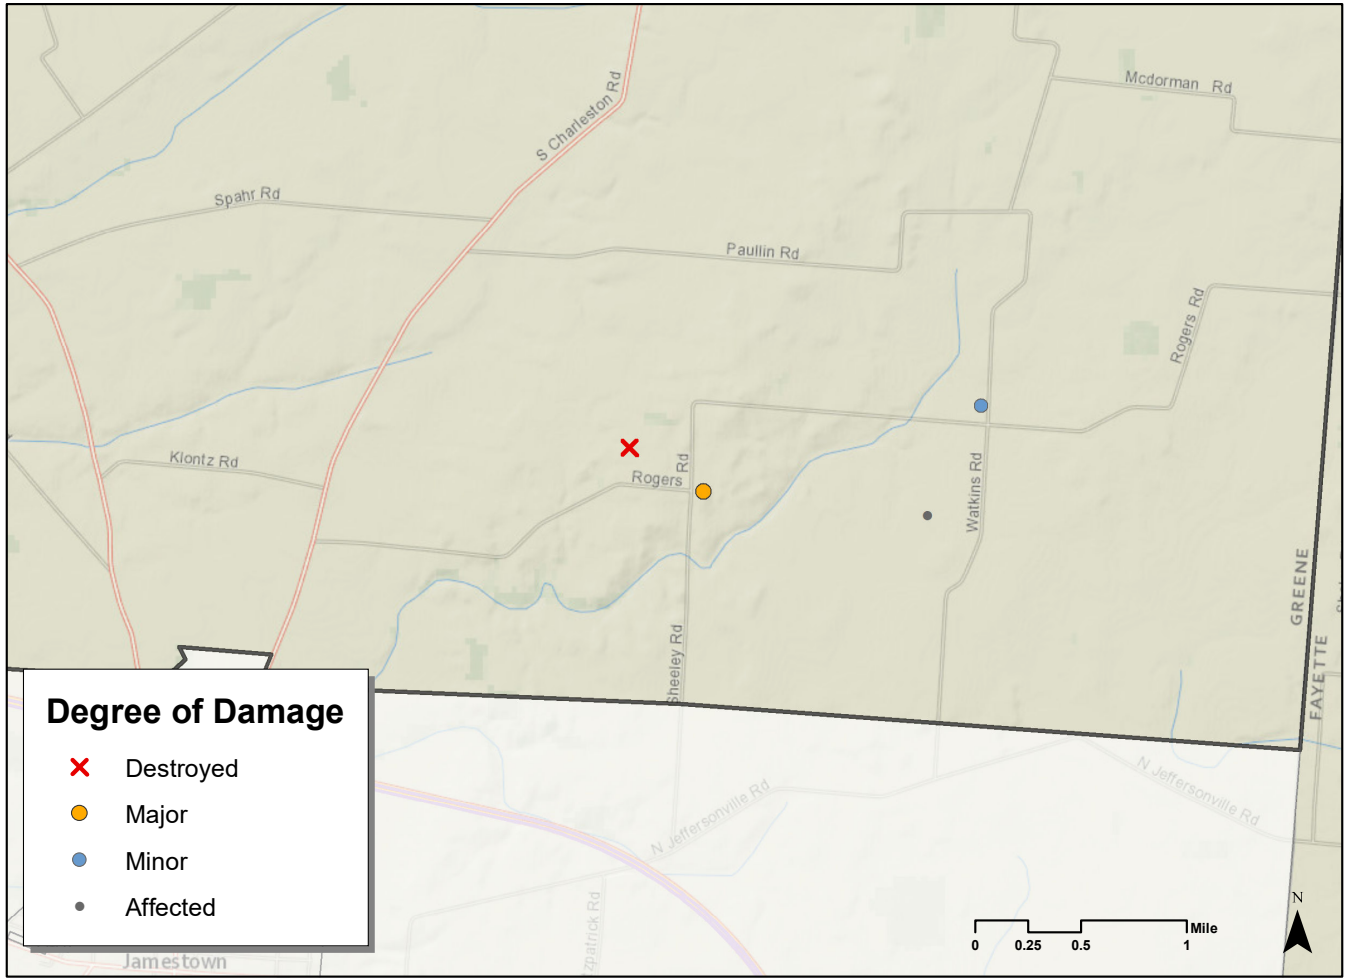 Mcdorman Rd
S Charleston Rd
Spahr Rd
Paullin Rd
Rogers Rd
Klontz Rd
Rogers Rd
Watkins Rd
GREENE
FAYETTE
Sheeley Rd
Degree of Damage
Destroyed
Major
Minor
Affected
N Jeffersonville Rd
N Jeffersonville Rd
zpatrick Rd
Jamestown
N
Mile
0 0.25 0.5 1